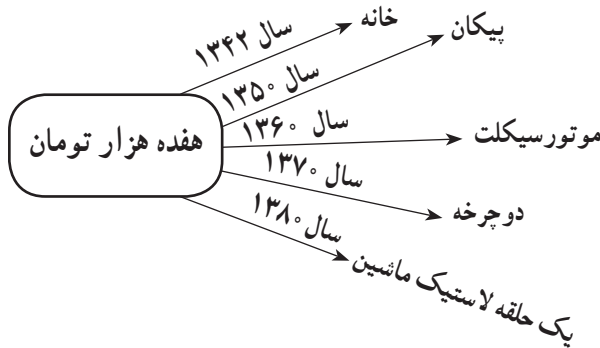 هفده هزار تومان
سال ۱۳۴۲
خانه
سال ۱۳۵۰
پیکان
سال ۱۳۶۰
موتورسیکلت
سال ۱۳۷۰
دوچرخه
سال ۱۳۸۰
یک حلقه لاستیک ماشین